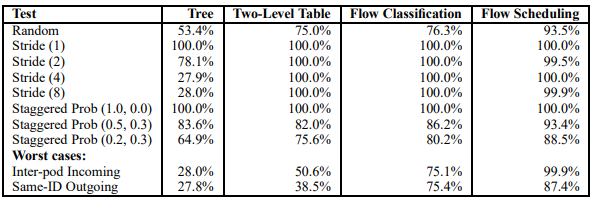 Test Tree Two-Level Table Flow Classification Flow Scheduling
Random 53.4% 75.0% 76.3% 93.5%
Stride (1) 100.0% 100.0% 100.0% 100.0%
Stride (2) 78.1% 100.0% 100.0% 99.5%
Stride (4) 27.9% 100.0% 100.0% 100.0%
Stride (8) 28.0% 100.0% 100.0% 99.9%
Staggered Prob (1.0, 0.0) 100.0% 100.0% 100.0% 100.0%
Staggered Prob (0.5, 0.3) 83.6% 82.0% 86.2% 93.4%
Staggered Prob (0.2, 0.3) 64.9% 75.6% 80.2% 88.5%
Worst cases:
Inter-pod Incoming 28.0% 50.6% 75.1% 99.9%
Same-ID Outgoing 27.8% 38.5% 75.4% 87.4%